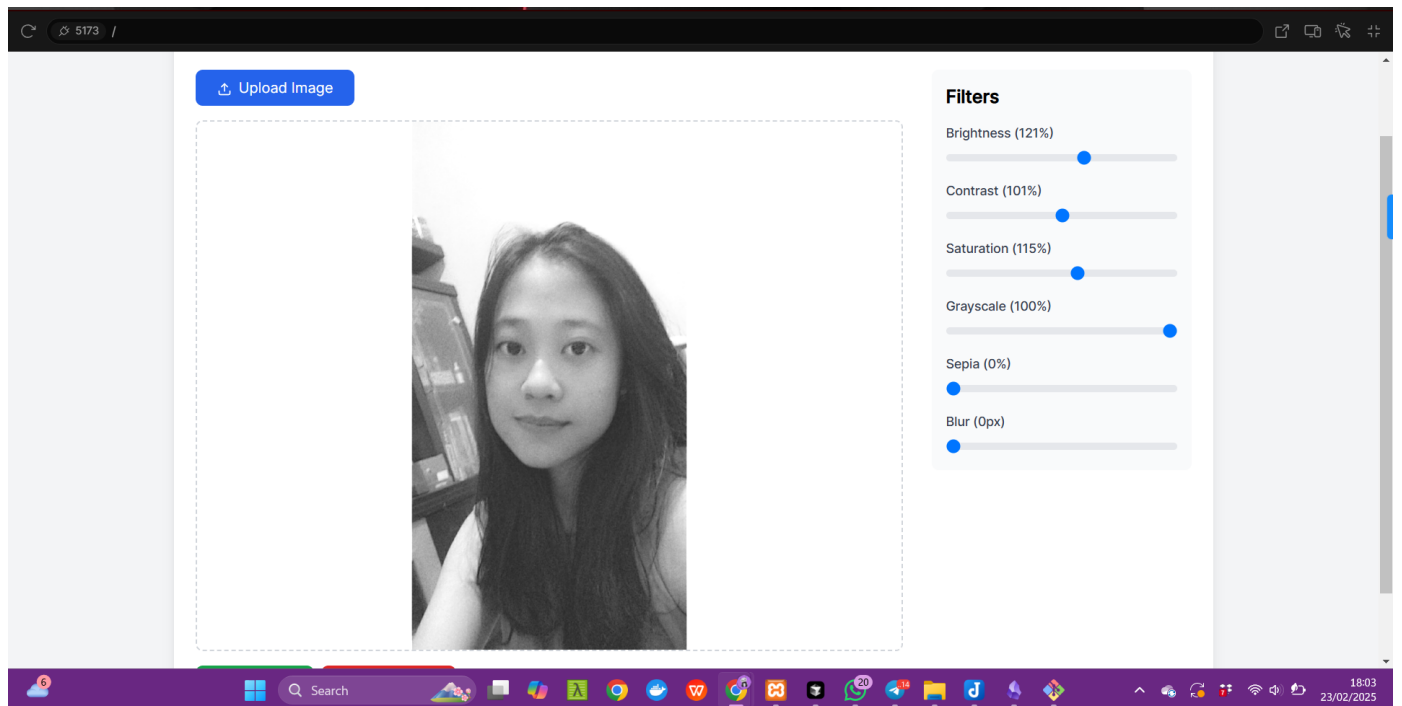 5173 /
Upload Image
Filters
Brightness (121%)
Contrast (101%)
Saturation (115%)
Grayscale (100%)
Sepia (0%)
Blur (0px)
6
Search
20
14
18:03
23/02/2025